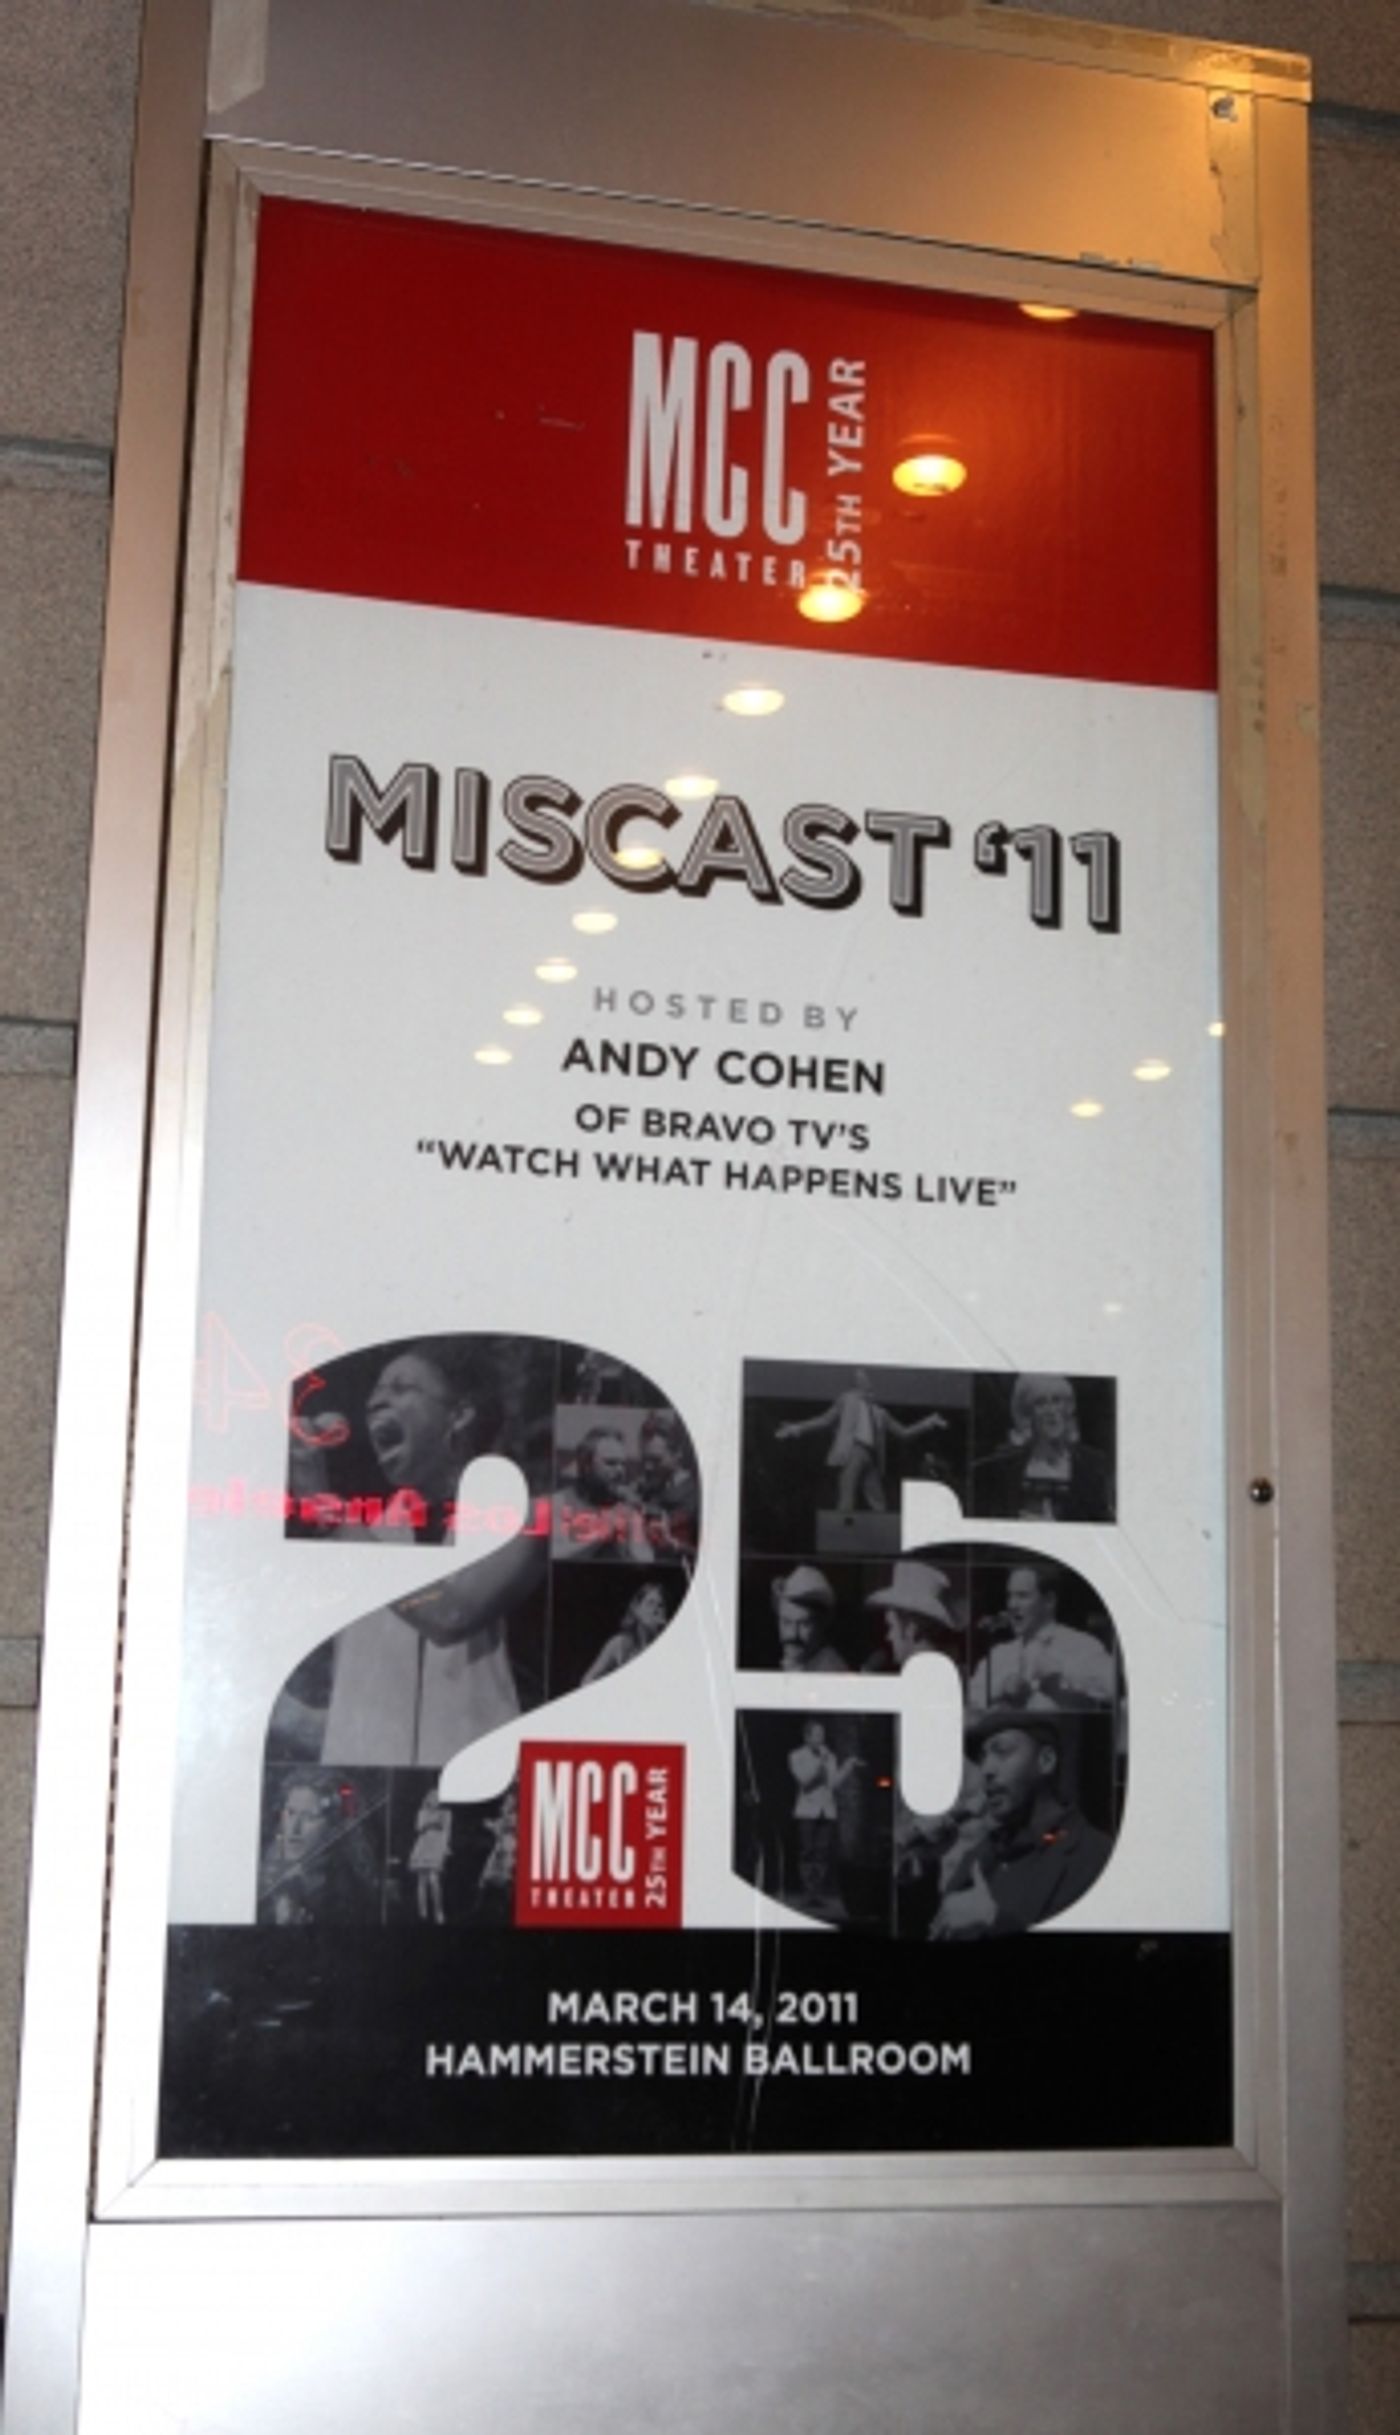 MCC
THEATER
25TH YEAR
MISCAST '11
HOSTED BY
ANDY COHEN
OF BRAVO TV'S
"WATCH WHAT HAPPENS LIVE"
25
MCC
THEATER
25TH YEAR
MARCH 14, 2011
HAMMERSTEIN BALLROOM